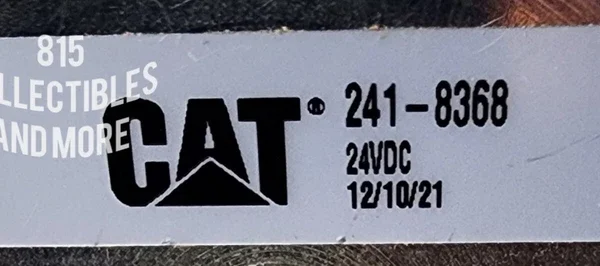 815
LLECTIBLES
AND MORE
CAT® 241-8368
24VDC
12/10/21